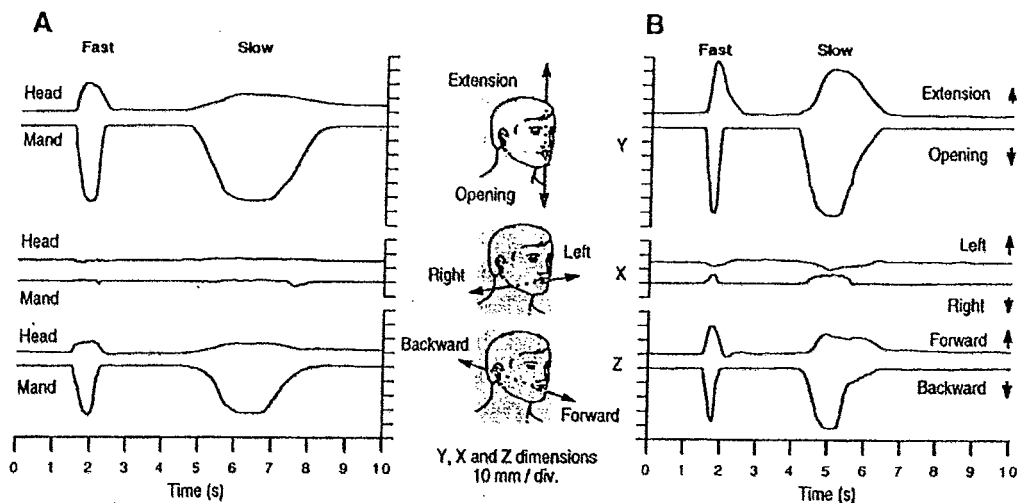 A
Fast
Slow
Head
Mand
Head
Mand
Head
Mand
0 1 2 3 4 5 6 7 8 9 10
Time (s)
Extension
Opening
Left
Right
Backward
Forward
Y, X and Z dimensions
10 mm / div.
B
Fast
Slow
Y
Extension
Opening
X
Left
Right
Z
Forward
Backward
0 1 2 3 4 5 6 7 8 9 10
Time (s)